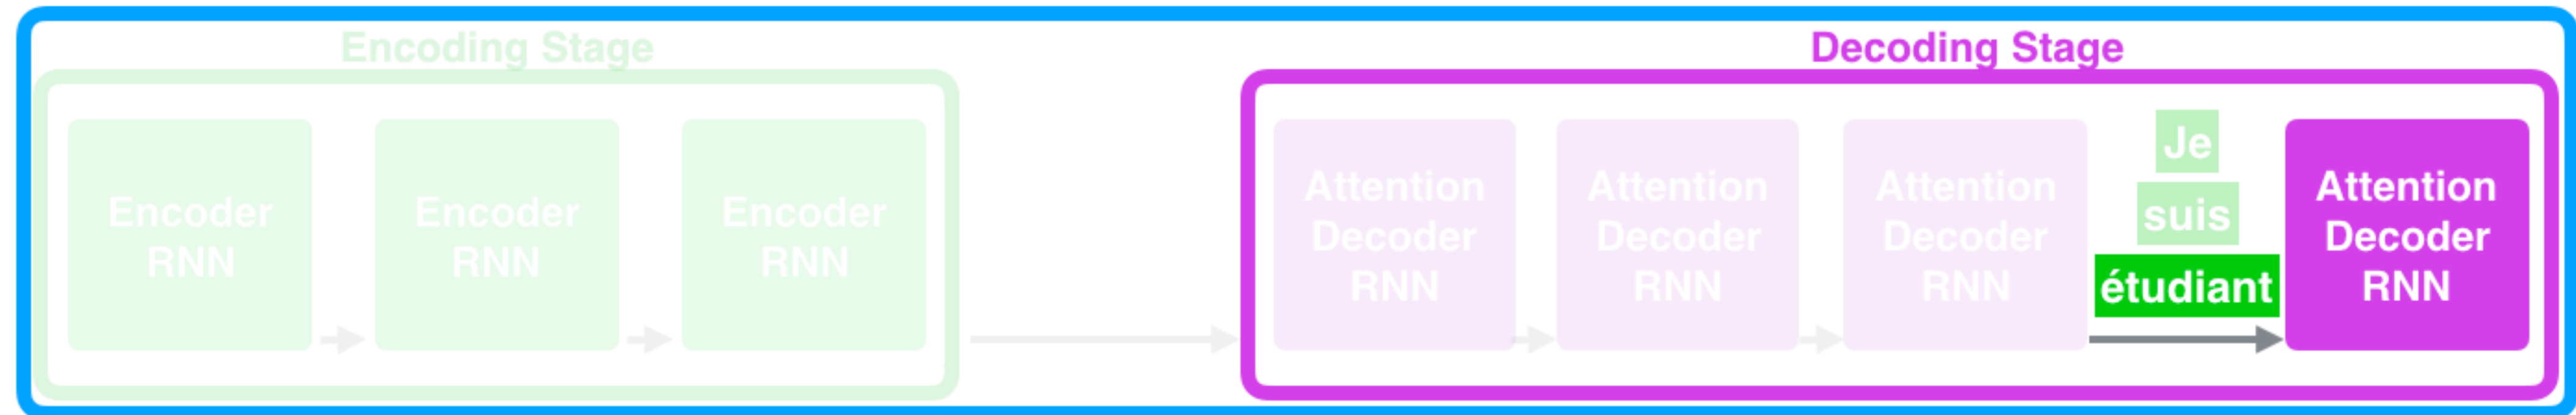 Encoding Stage
Encoder
RNN
Encoder
RNN
Encoder
RNN
Decoding Stage
Attention
Decoder
RNN
Attention
Decoder
RNN
Attention
Decoder
RNN
Je
suis
étudiant
Attention
Decoder
RNN